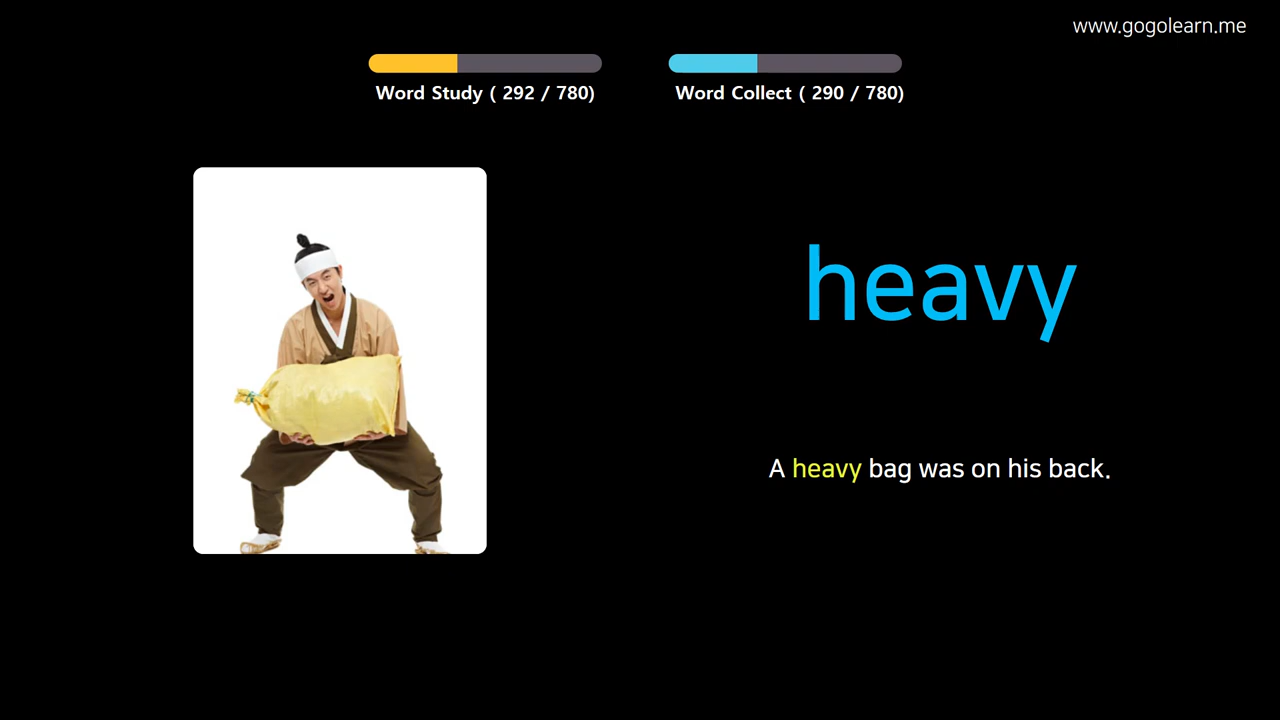 www.gogolearn.me
Word Study ( 292 / 780)
Word Collect ( 290 / 780)
heavy
A heavy bag was on his back.